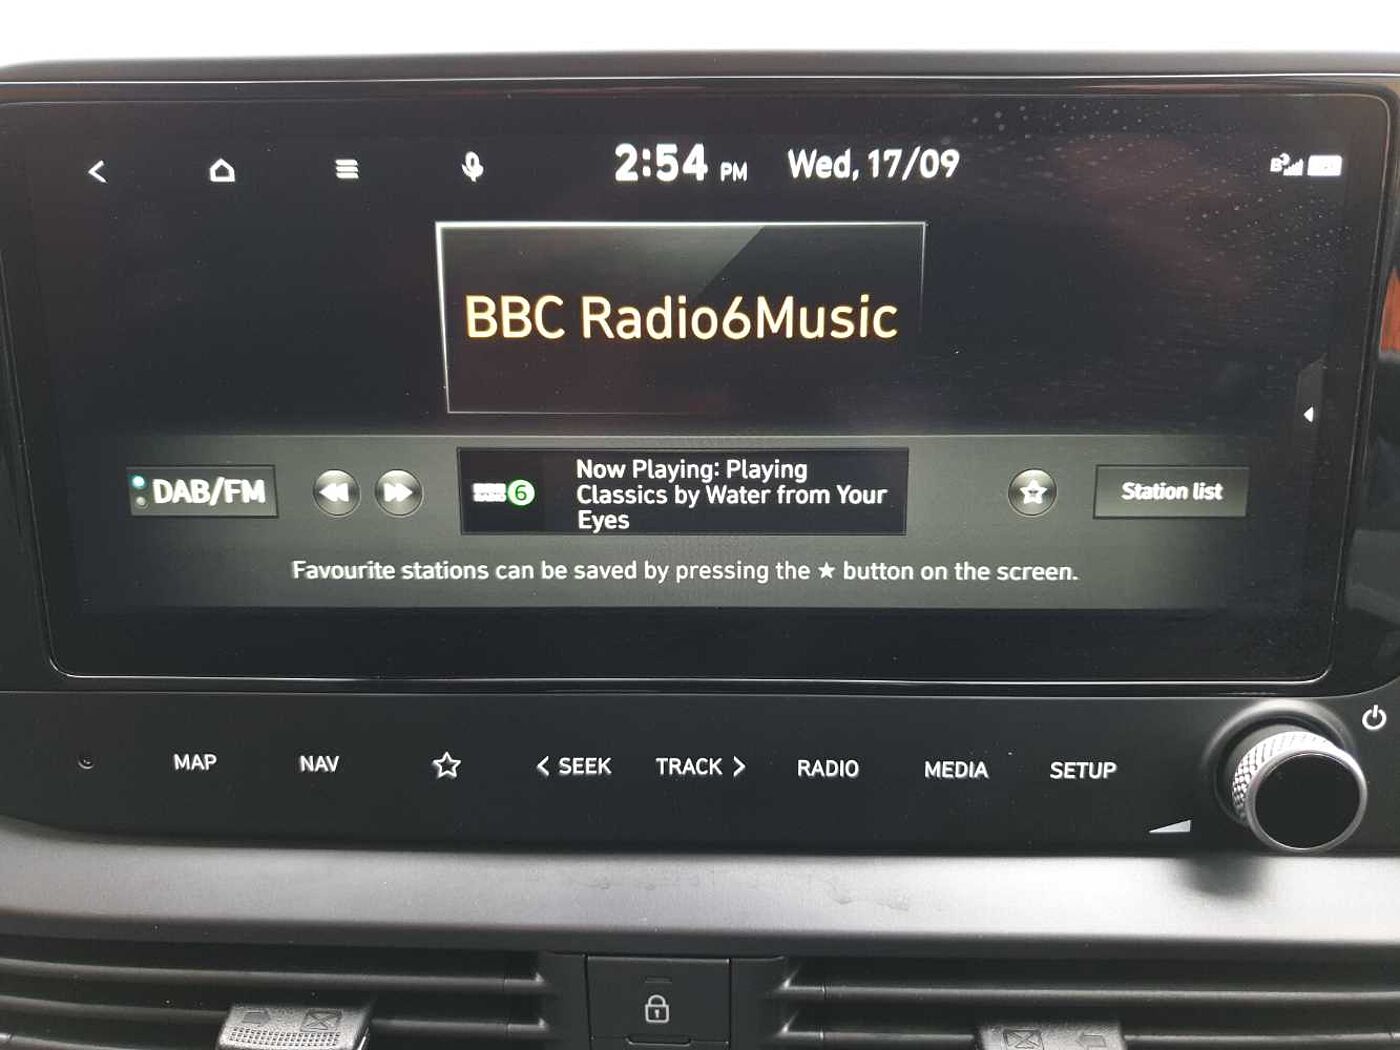 2:54 PM Wed, 17/09
BBC Radio6Music
DAB/FM
6
Now Playing: Playing
Classics by Water from Your
Eyes
Station list
Favourite stations can be saved by pressing the ★ button on the screen.
MAP NAV ☆ < SEEK TRACK > RADIO MEDIA SETUP